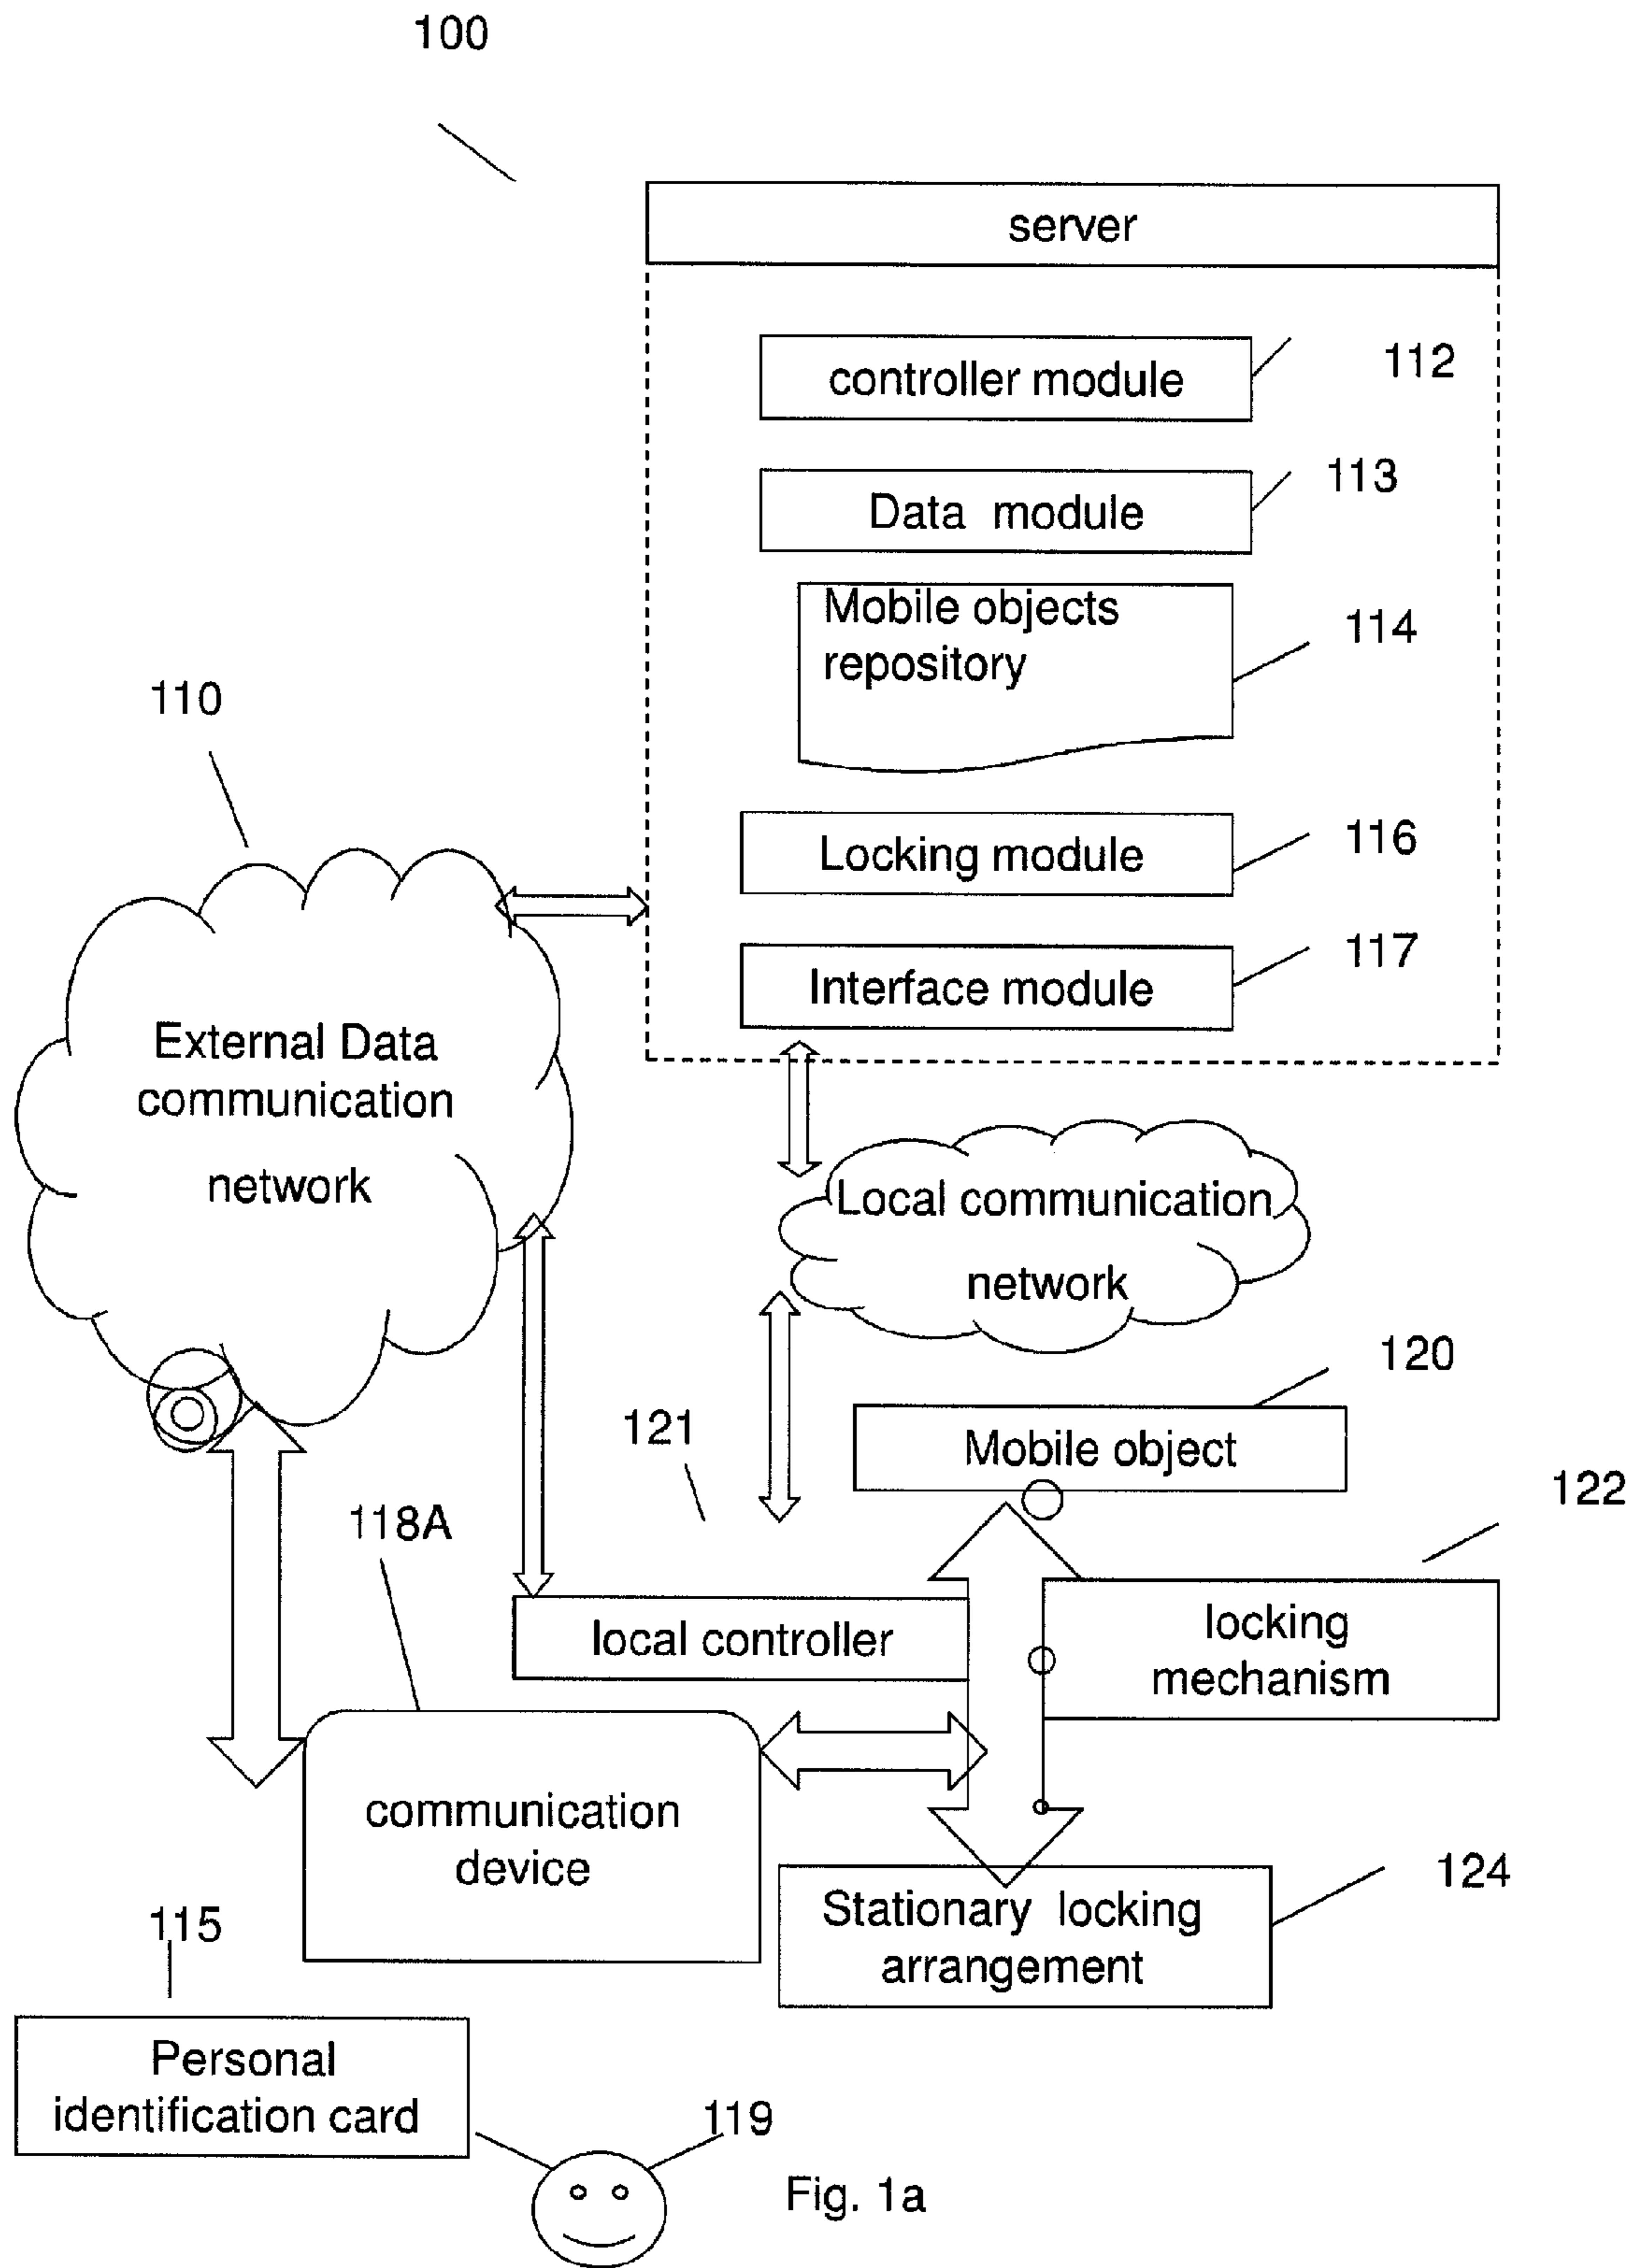 100
server
controller module
112
Data module
113
Mobile objects
repository
114
110
Locking module
116
Interface module
117
External Data
communication
network
Local communication
network
120
121
Mobile object
122
118A
local controller
locking
mechanism
communication
device
124
Stationary locking
arrangement
115
Personal
identification card
119
Fig. 1a